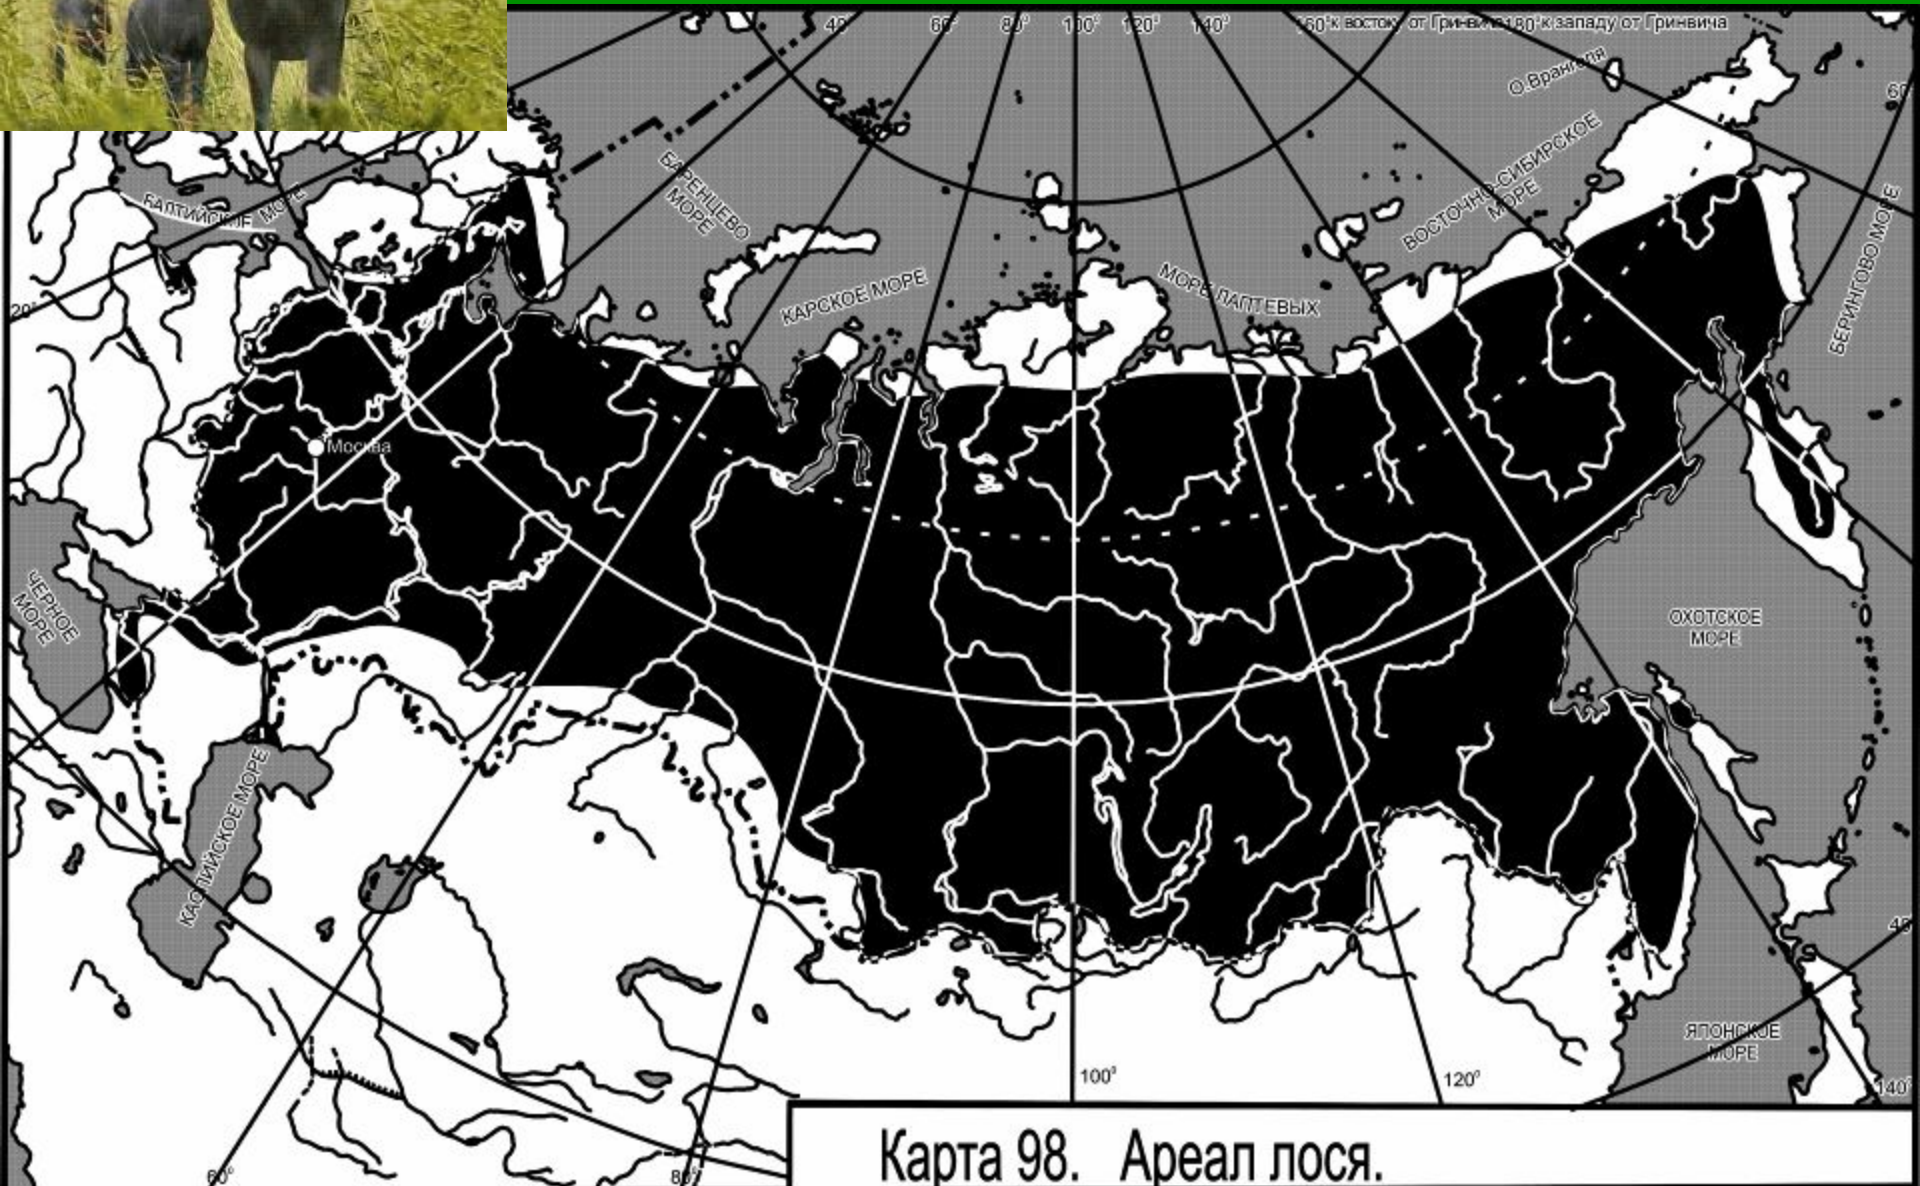 40° 60° 80° 100° 120° 140° 160° к востоку от Гринвича 180° к западу от Гринвича
О.Врангеля
60
БАРЕНЦЕВО
МОРЕ
ВОСТОЧНО-СИБИРСКОЕ
МОРЕ
БАЛТИЙСКОЕ МОРЕ
БЕРИНГОВО МОРЕ
КАРСКОЕ МОРЕ
МОРЕ ЛАПТЕВЫХ
20°
Москва
ЧЕРНОЕ
МОРЕ
ОХОТСКОЕ
МОРЕ
КАСПИЙСКОЕ МОРЕ
40
ЯПОНСКОЕ
МОРЕ
100°
120°
140°
60°
80°
Карта 98. Ареал лося.